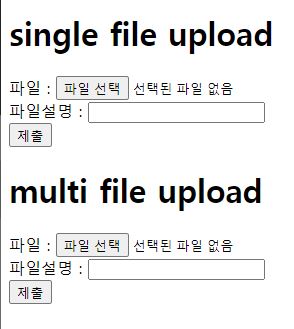 single file upload
파일 : 파일 선택 선택된 파일 없음
파일설명 :
제출
multi file upload
파일 : 파일 선택 선택된 파일 없음
파일설명 :
제출